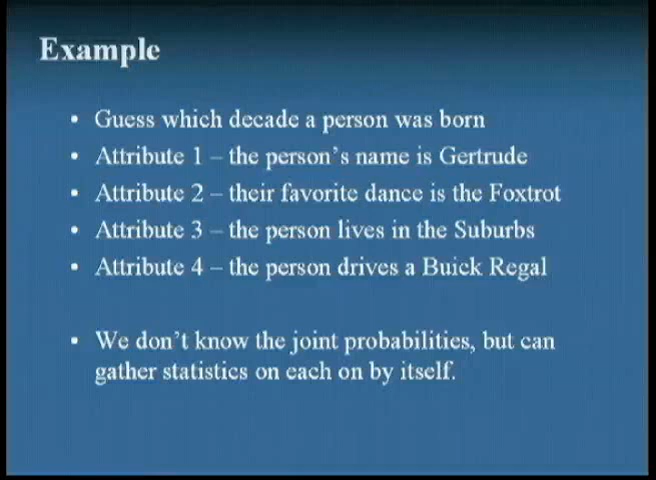 Example
• Guess which decade a person was born
• Attribute 1 – the person's name is Gertrude
• Attribute 2 – their favorite dance is the Foxtrot
• Attribute 3 – the person lives in the Suburbs
• Attribute 4 – the person drives a Buick Regal
• We don't know the joint probabilities, but can
gather statistics on each on by itself.